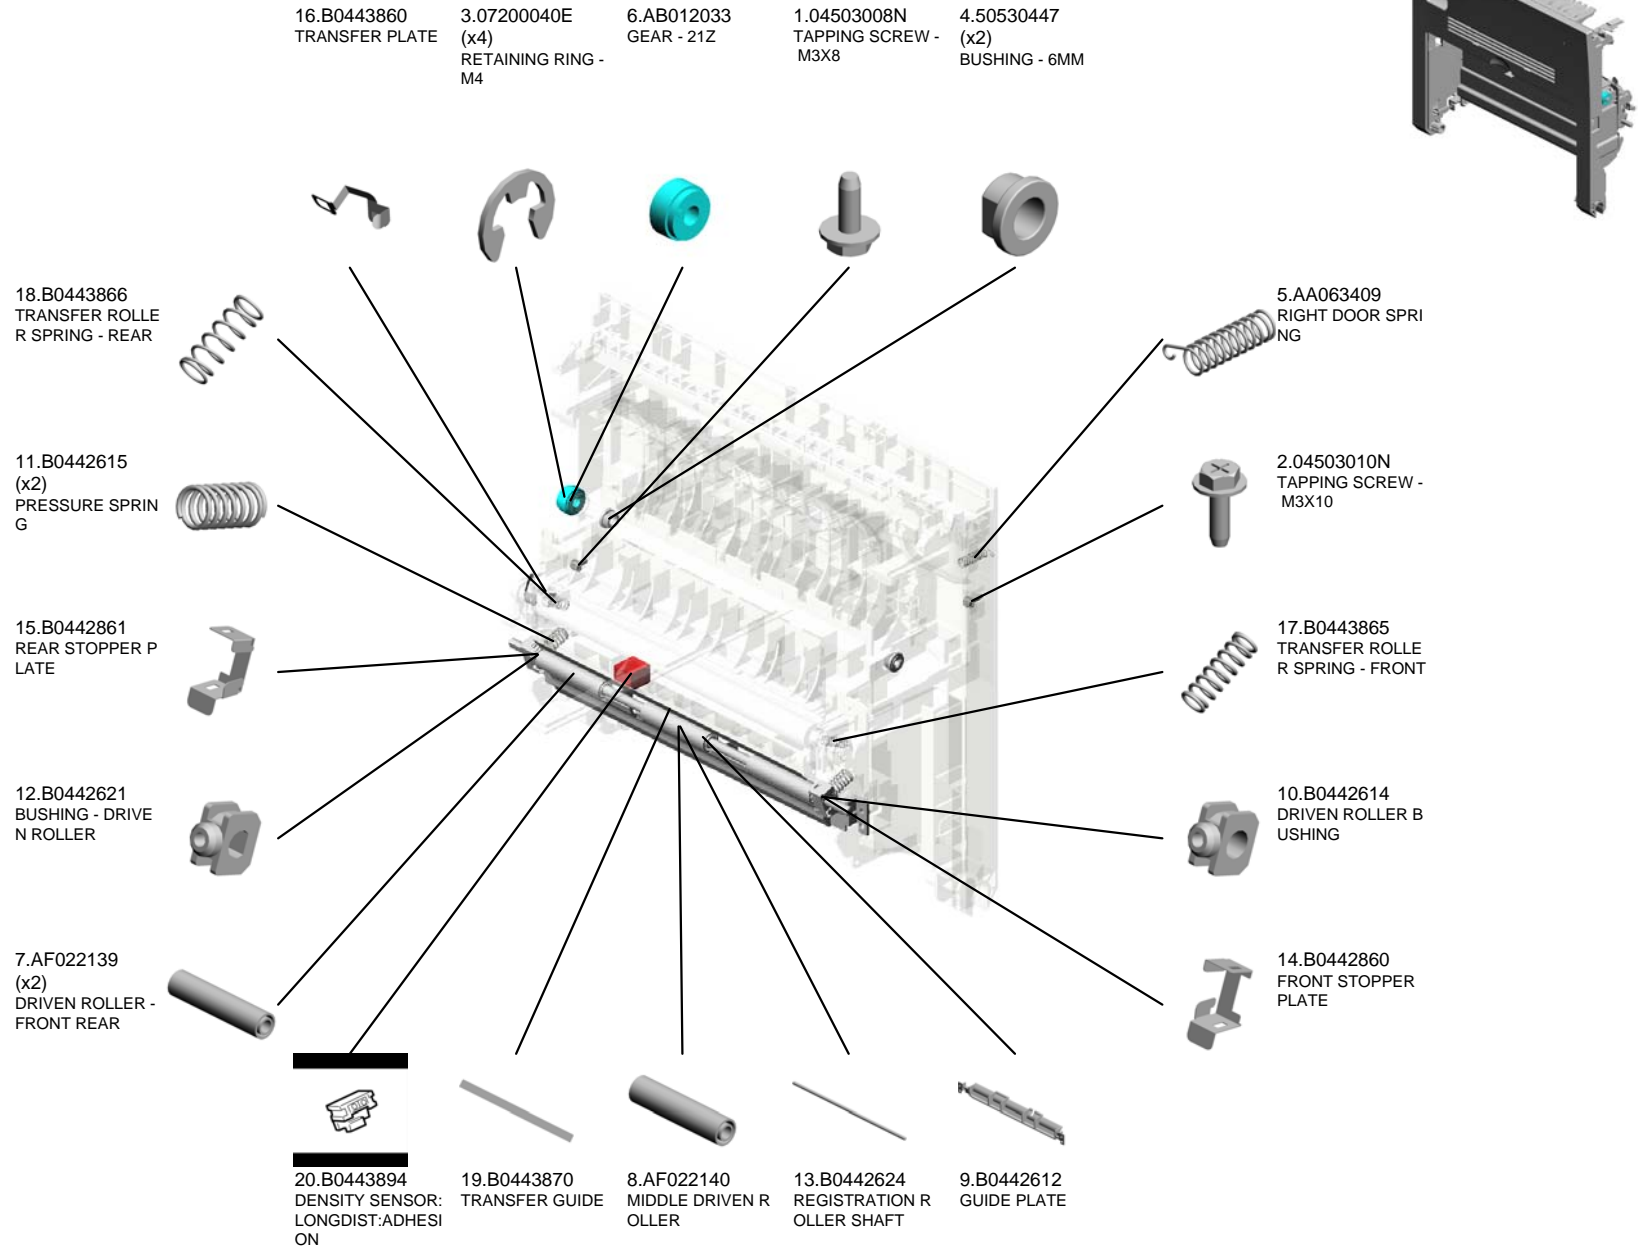 16.B0443860
TRANSFER PLATE
3.07200040E
(x4)
RETAINING RING -
M4
6.AB012033
GEAR - 21Z
1.04503008N
TAPPING SCREW -
M3X8
4.50530447
(x2)
BUSHING - 6MM
18.B0443866
TRANSFER ROLLE
R SPRING - REAR
5.AA063409
RIGHT DOOR SPRI
NG
11.B0442615
(x2)
PRESSURE SPRIN
G
2.04503010N
TAPPING SCREW -
M3X10
15.B0442861
REAR STOPPER P
LATE
17.B0443865
TRANSFER ROLLE
R SPRING - FRONT
12.B0442621
BUSHING - DRIVE
N ROLLER
10.B0442614
DRIVEN ROLLER B
USHING
7.AF022139
(x2)
DRIVEN ROLLER -
FRONT REAR
14.B0442860
FRONT STOPPER
PLATE
20.B0443894
DENSITY SENSOR:
LONGDIST:ADHESI
ON
19.B0443870
TRANSFER GUIDE
8.AF022140
MIDDLE DRIVEN R
OLLER
13.B0442624
REGISTRATION R
OLLER SHAFT
9.B0442612
GUIDE PLATE